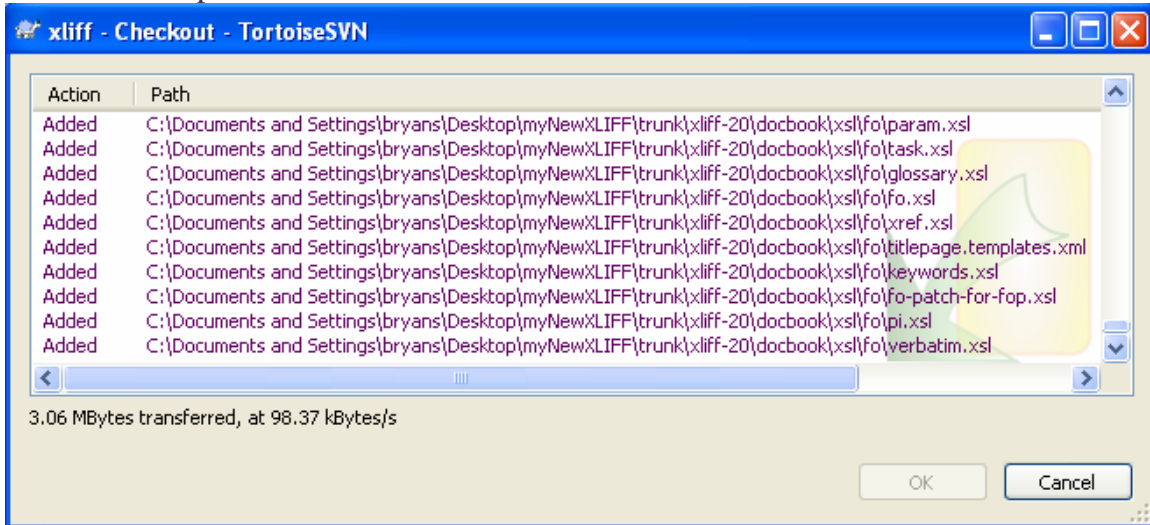 xliff - Checkout - TortoiseSVN
Action Path
Added C:\Documents and Settings\bryans\Desktop\myNewXLIFF\trunk\xliff-20\docbook\xsl\fo\param.xsl
Added C:\Documents and Settings\bryans\Desktop\myNewXLIFF\trunk\xliff-20\docbook\xsl\fo\task.xsl
Added C:\Documents and Settings\bryans\Desktop\myNewXLIFF\trunk\xliff-20\docbook\xsl\fo\glossary.xsl
Added C:\Documents and Settings\bryans\Desktop\myNewXLIFF\trunk\xliff-20\docbook\xsl\fo\fo.xsl
Added C:\Documents and Settings\bryans\Desktop\myNewXLIFF\trunk\xliff-20\docbook\xsl\fo\xref.xsl
Added C:\Documents and Settings\bryans\Desktop\myNewXLIFF\trunk\xliff-20\docbook\xsl\fo\titlepage.templates.xml
Added C:\Documents and Settings\bryans\Desktop\myNewXLIFF\trunk\xliff-20\docbook\xsl\fo\keywords.xsl
Added C:\Documents and Settings\bryans\Desktop\myNewXLIFF\trunk\xliff-20\docbook\xsl\fo\fo-patch-for-fop.xsl
Added C:\Documents and Settings\bryans\Desktop\myNewXLIFF\trunk\xliff-20\docbook\xsl\fo\pi.xsl
Added C:\Documents and Settings\bryans\Desktop\myNewXLIFF\trunk\xliff-20\docbook\xsl\fo\verbatim.xsl
3.06 MBytes transferred, at 98.37 kBytes/s
OK Cancel